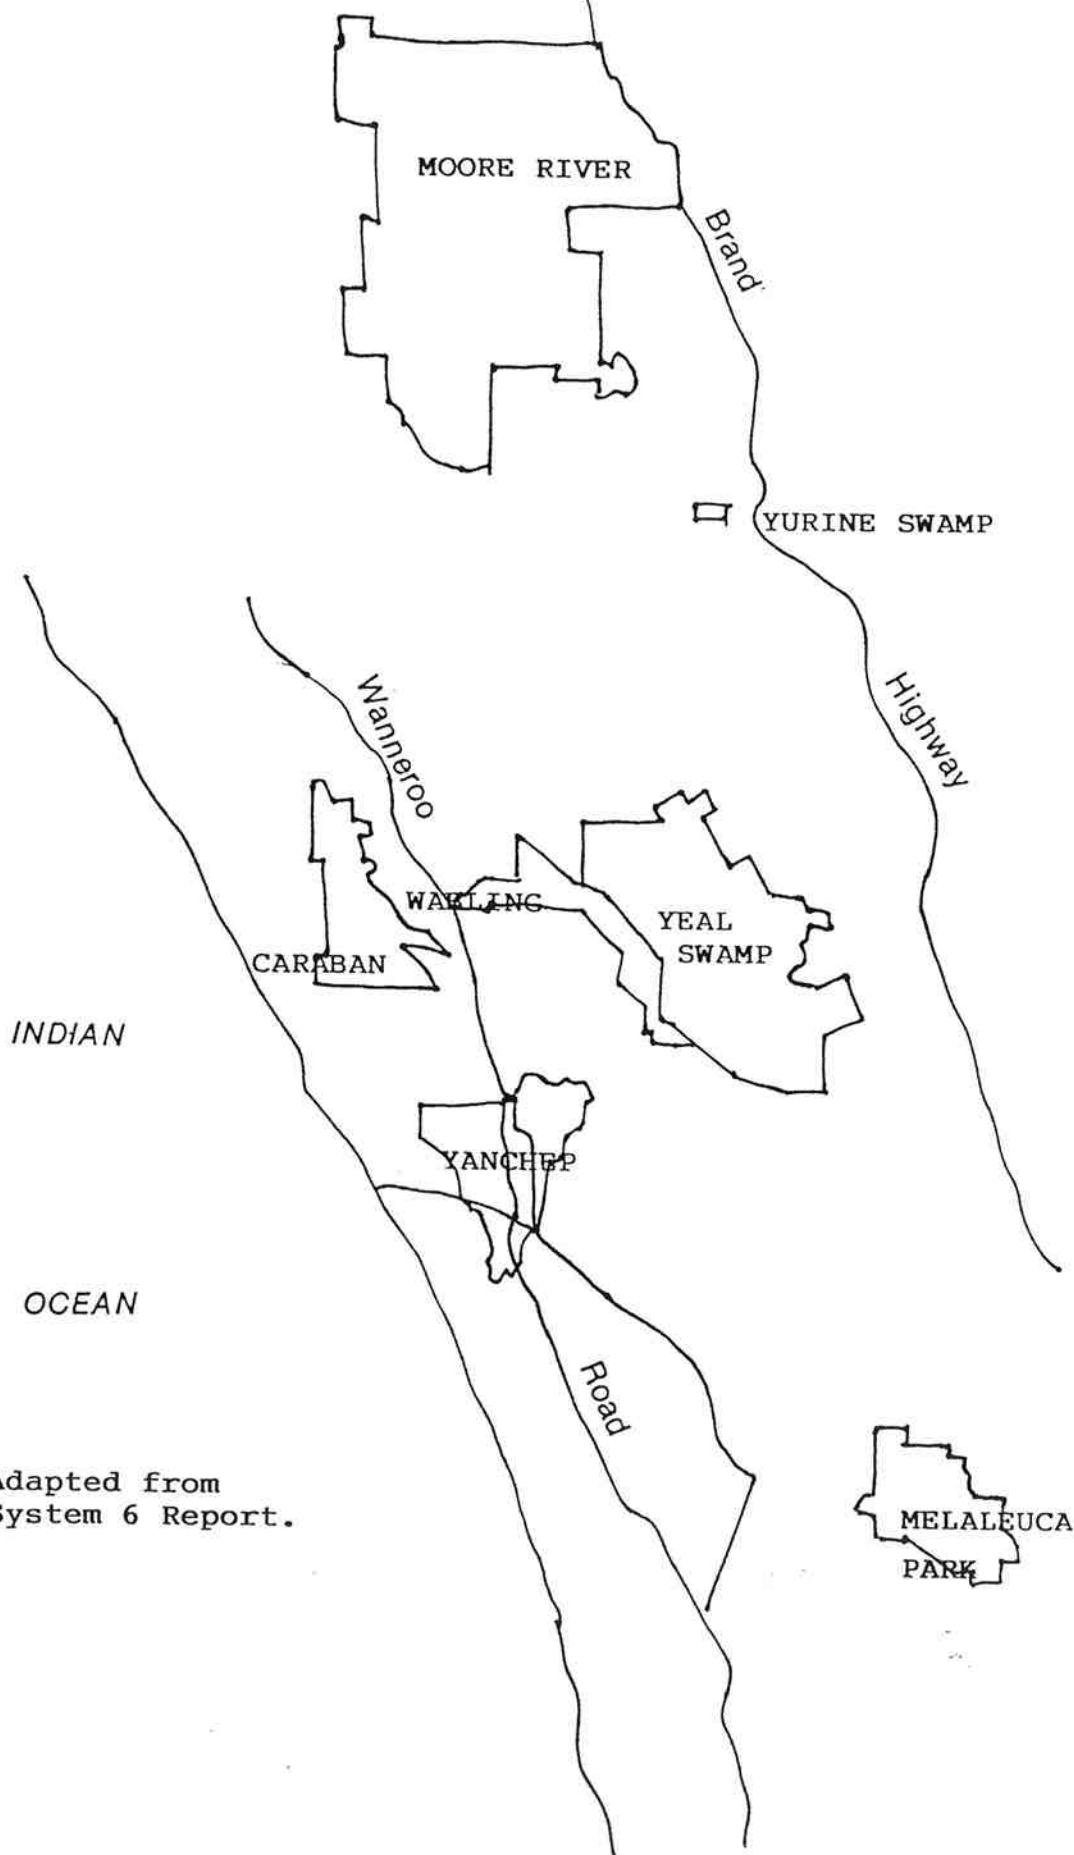 MOORE RIVER
Brand
YURINE SWAMP
Wanneroo
Highway
WABLING
YEAL
SWAMP
CARABAN
INDIAN
YANCHEP
OCEAN
Road
Adapted from
System 6 Report.
MELALEUCA
PARK